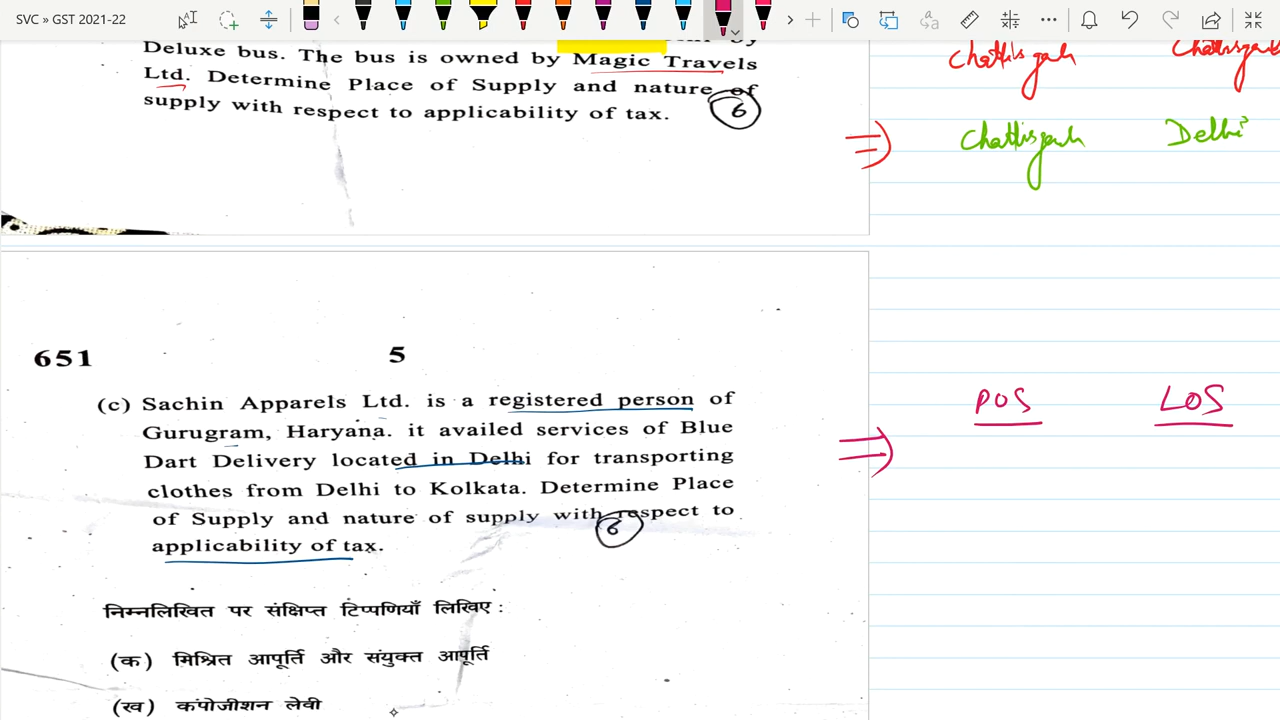 SVC » GST 2021-22
Deluxe bus. The bus is owned by Magic Travels
Ltd. Determine Place of Supply and nature of
supply with respect to applicability of tax.
6
Chattisgarh Chattisgarh
⇒ Chattisgarh Delhi
651 5
(c) Sachin Apparels Ltd. is a registered person of
Gurugram, Haryana. it availed services of Blue
Dart Delivery located in Delhi for transporting
clothes from Delhi to Kolkata. Determine Place
of Supply and nature of supply with respect to
applicability of tax.
6
POS LOS
⇒
निम्नलिखित पर संक्षिप्त टिप्पणियाँ लिखिए :
(क) मिश्रित आपूर्ति और संयुक्त आपूर्ति
(ख) कंपोजीशन लेवी